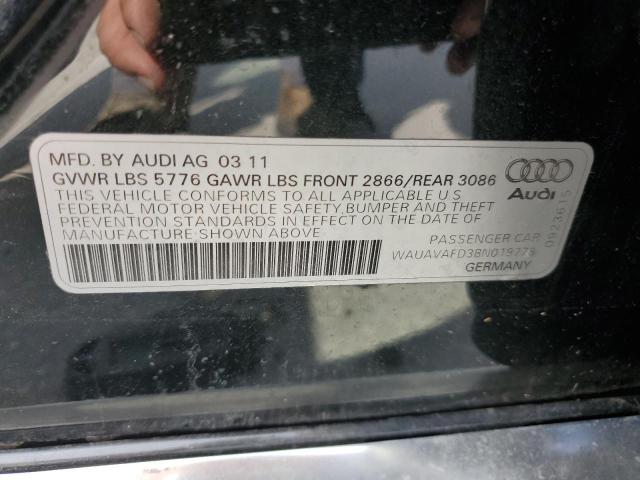 MFD. BY AUDI AG 03 11
GVWR LBS 5776 GAWR LBS FRONT 2866/REAR 3086
THIS VEHICLE CONFORMS TO ALL APPLICABLE U S
FEDERAL MOTOR VEHICLE SAFETY, BUMPER AND THEFT
PREVENTION STANDARDS IN EFFECT ON THE DATE OF
MANUFACTURE SHOWN ABOVE
PASSENGER CAR
WAUAVAFD3BN019779
GERMANY
Audi
0923615